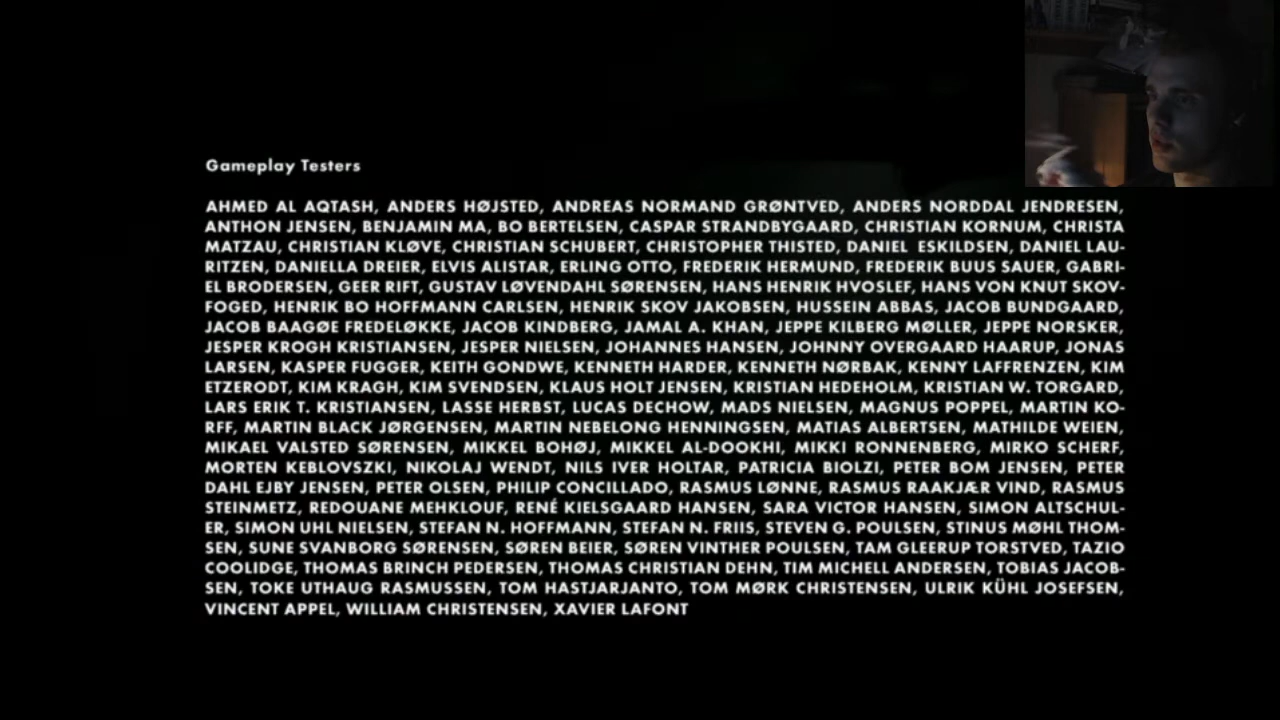 Gameplay Testers
AHMED AL AQTASH, ANDERS HØJSTED, ANDREAS NORMAND GRØNTVED, ANDERS NORDDAL JENDRESEN,
ANTHON JENSEN, BENJAMIN MA, BO BERTELSEN, CASPAR STRANDBYGAARD, CHRISTIAN KORNUM, CHRISTA
MATZAU, CHRISTIAN KLØVE, CHRISTIAN SCHUBERT, CHRISTOPHER THISTED, DANIEL ESKILDSEN, DANIEL LAU-
RITZEN, DANIELLA DREIER, ELVIS ALISTAR, ERLING OTTO, FREDERIK HERMUND, FREDERIK BUUS SAUER, GABRI-
EL BRODERSEN, GEER RIFT, GUSTAV LØVENDAHL SØRENSEN, HANS HENRIK HVOSLEF, HANS VON KNUT SKOV-
FOGED, HENRIK BO HOFFMANN CARLSEN, HENRIK SKOV JAKOBSEN, HUSSEIN ABBAS, JACOB BUNDGAARD,
JACOB BAAGØE FREDELØKKE, JACOB KINDBERG, JAMAL A. KHAN, JEPPE KILBERG MØLLER, JEPPE NORSKER,
JESPER KROGH KRISTIANSEN, JESPER NIELSEN, JOHANNES HANSEN, JOHNNY OVERGAARD HAARUP, JONAS
LARSEN, KASPER FUGGER, KEITH GONDWE, KENNETH HARDER, KENNETH NØRBAK, KENNY LAFFRENZEN, KIM
ETZERODT, KIM KRAGH, KIM SVENDSEN, KLAUS HOLT JENSEN, KRISTIAN HEDEHOLM, KRISTIAN W. TORGARD,
LARS ERIK T. KRISTIANSEN, LASSE HERBST, LUCAS DECHOW, MADS NIELSEN, MAGNUS POPPEL, MARTIN KO-
RFF, MARTIN BLACK JØRGENSEN, MARTIN NEBELONG HENNINGSEN, MATIAS ALBERTSEN, MATHILDE WEIEN,
MIKAEL VALSTED SØRENSEN, MIKKEL BOHØJ, MIKKEL AL-DOOKHI, MIKKI RONNENBERG, MIRKO SCHERF,
MORTEN KEBLOVSZKI, NIKOLAJ WENDT, NILS IVER HOLTAR, PATRICIA BIOLZI, PETER BOM JENSEN, PETER
DAHL EJBY JENSEN, PETER OLSEN, PHILIP CONCILLADO, RASMUS LØNNE, RASMUS RAAKJÆR VIND, RASMUS
STEINMETZ, REDOUANE MEHKLOUF, RENÉ KIELSGAARD HANSEN, SARA VICTOR HANSEN, SIMON ALTSCHUL-
ER, SIMON UHL NIELSEN, STEFAN N. HOFFMANN, STEFAN N. FRIIS, STEVEN G. POULSEN, STINUS MØHL THOM-
SEN, SUNE SVANBORG SØRENSEN, SØREN BEIER, SØREN VINTHER POULSEN, TAM GLEERUP TORSTVED, TAZIO
COOLIDGE, THOMAS BRINCH PEDERSEN, THOMAS CHRISTIAN DEHN, TIM MICHELL ANDERSEN, TOBIAS JACOB-
SEN, TOKE UTHAUG RASMUSSEN, TOM HASTJARJANTO, TOM MØRK CHRISTENSEN, ULRIK KÜHL JOSEFSEN,
VINCENT APPEL, WILLIAM CHRISTENSEN, XAVIER LAFONT